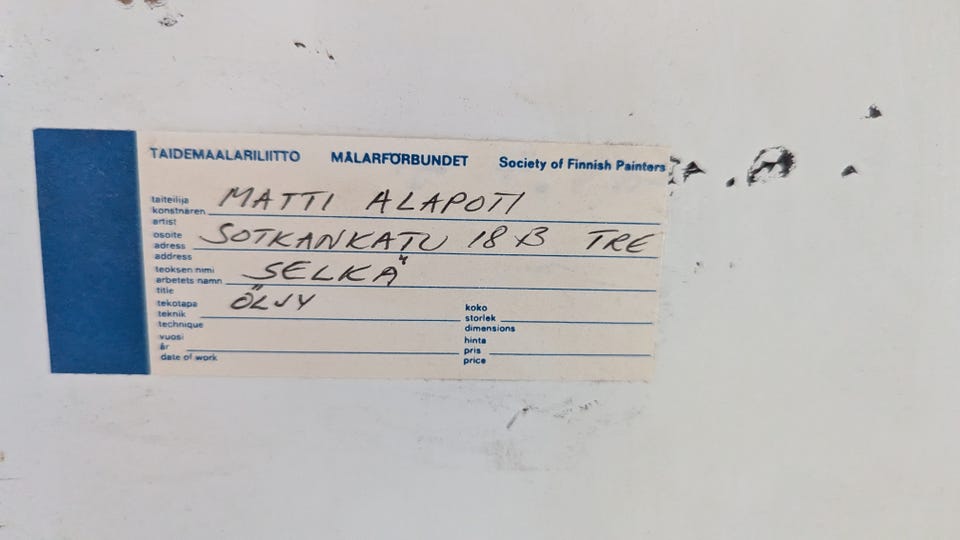 TAIDEMAALARILIITTO MÅLARFÖRBUNDET Society of Finnish Painters
taiteilija
konstnären MATTI ALAPOTI
artist
osoite
adress SOTKANKATU 18 B TRE
address
teoksen nimi
arbetets namn SELKÄ
title
tekotapa ÖLJY koko
teknik storlek
technique dimensions
vuosi hinta
år pris
date of work price